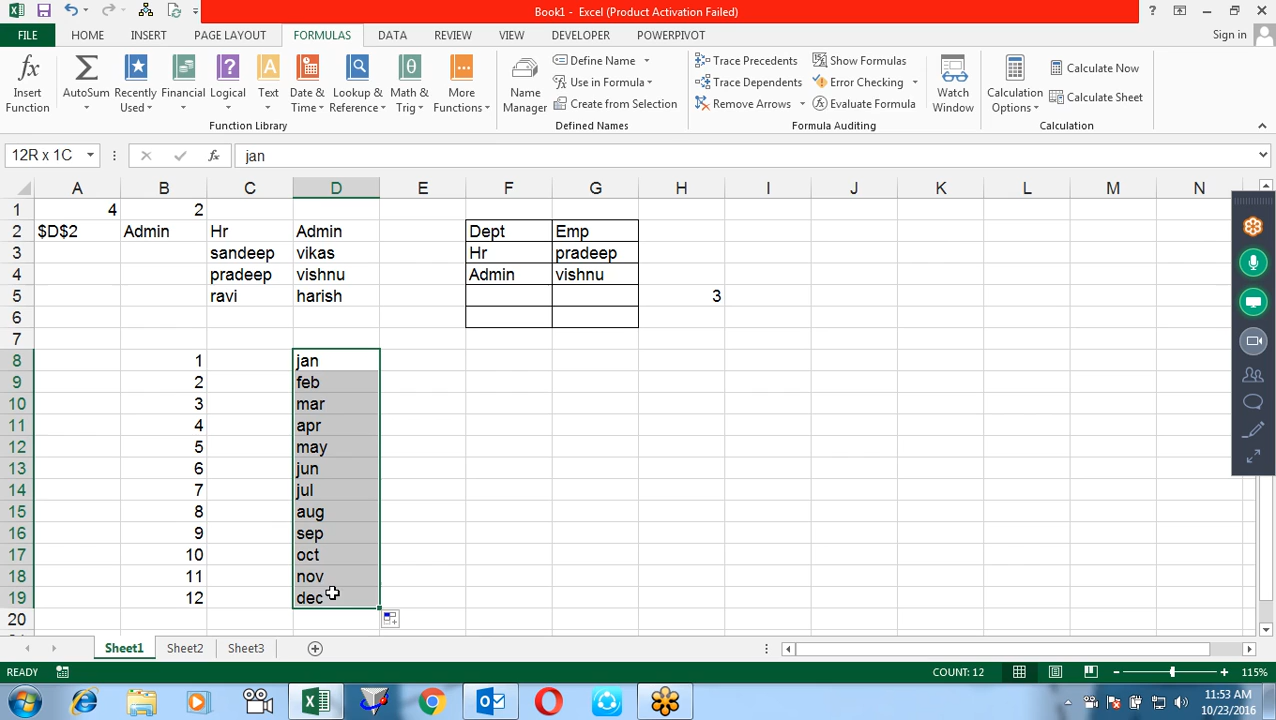 Book1 - Excel (Product Activation Failed)
?
FILE HOME INSERT PAGE LAYOUT FORMULAS DATA REVIEW VIEW DEVELOPER POWERPIVOT Sign in
fx Insert Function
Σ AutoSum
Recently Used
Financial
Logical
Text
Date & Time
Lookup & Reference
Math & Trig
More Functions
Function Library
Name Manager
Define Name
Use in Formula
Create from Selection
Defined Names
Trace Precedents
Trace Dependents
Remove Arrows
Show Formulas
Error Checking
Evaluate Formula
Formula Auditing
Watch Window
Calculation Options
Calculate Now
Calculate Sheet
Calculation
12R x 1C fx jan
A B C D E F G H I J K L M N
1 4 2
2 $D$2 Admin Hr Admin Dept Emp
3 sandeep vikas Hr pradeep
4 pradeep vishnu Admin vishnu
5 ravi harish 3
6
7
8 1 jan
9 2 feb
10 3 mar
11 4 apr
12 5 may
13 6 jun
14 7 jul
15 8 aug
16 9 sep
17 10 oct
18 11 nov
19 12 dec
20
Sheet1 Sheet2 Sheet3
READY COUNT: 12 115%
11:53 AM
10/23/2016